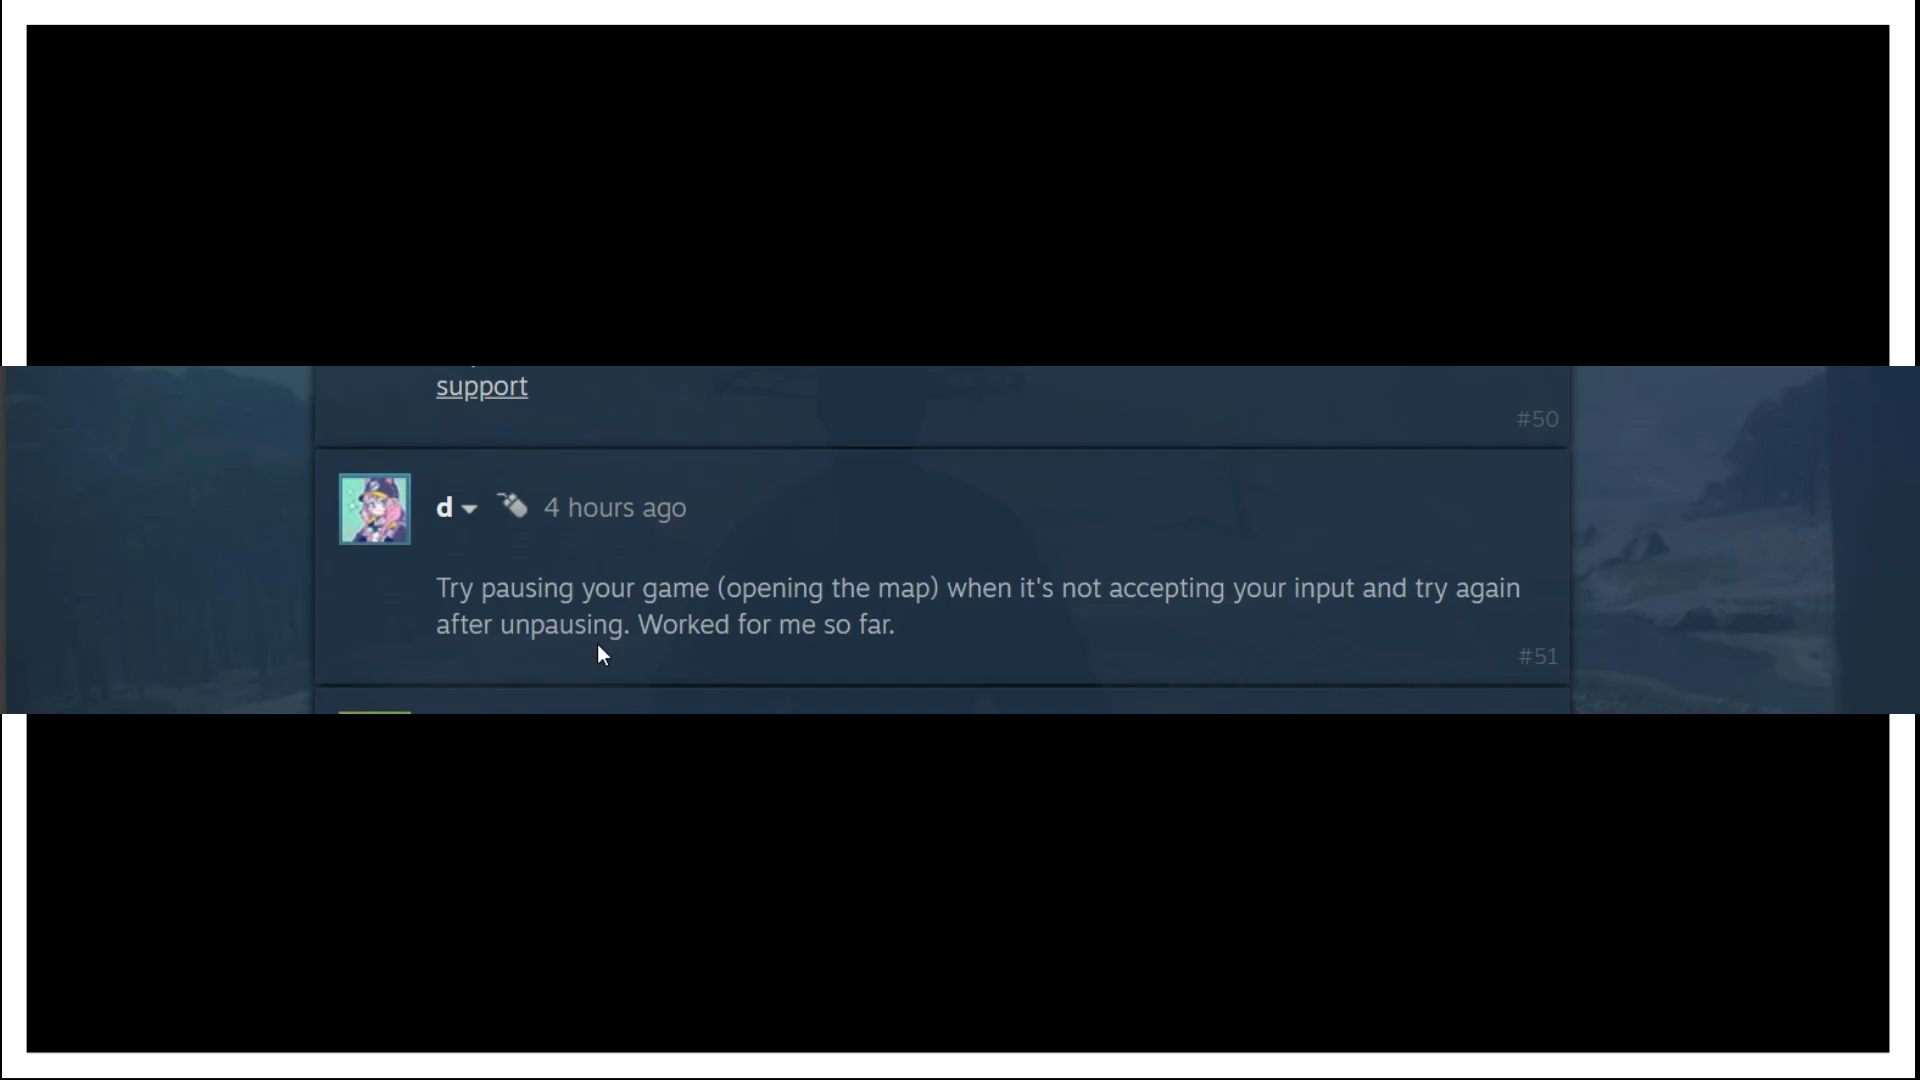 support
#50
d 4 hours ago
Try pausing your game (opening the map) when it's not accepting your input and try again
after unpausing. Worked for me so far.
#51